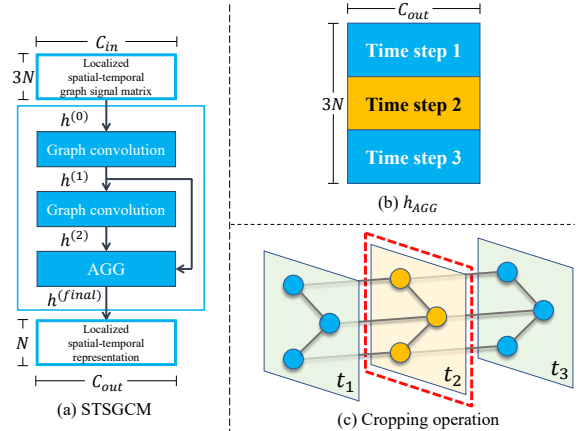 C_in
3N
Localized
spatial-temporal
graph signal matrix
h^(0)
Graph convolution
h^(1)
Graph convolution
h^(2)
AGG
h^(final)
N
Localized
spatial-temporal
representation
C_out
(a) STSGCM
C_out
3N
Time step 1
Time step 2
Time step 3
(b) h_AGG
t_1
t_2
t_3
(c) Cropping operation